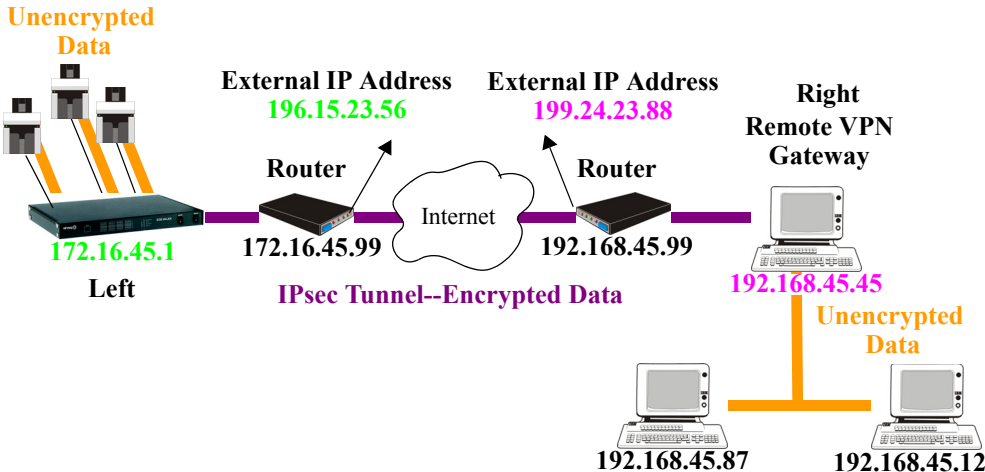 Unencrypted
Data
External IP Address
196.15.23.56
External IP Address
199.24.23.88
Right
Remote VPN
Gateway
Router
Router
Internet
172.16.45.1
172.16.45.99
192.168.45.99
Left
192.168.45.45
IPsec Tunnel--Encrypted Data
Unencrypted
Data
192.168.45.87
192.168.45.12